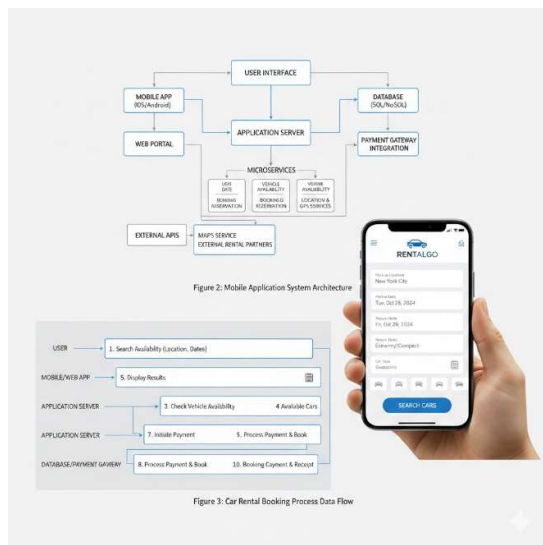 USER INTERFACE
MOBILE APP
(IOS/Android)
DATABASE
(SQL/NoSQL)
APPLICATION SERVER
WEB PORTAL
PAYMENT GATEWAY
INTEGRATION
MICROSERVICES
DATE
VEHICLE
AVAILABILITY
AVAILABILITY
BOOKING
LOCATION &
EXTERNAL APIS
MAPS SERVICE
EXTERNAL RENTAL PARTNERS
Figure 2: Mobile Application System Architecture
RENTALGO
New York City
Tue, Oct 26, 2024
Fri, Oct 28, 2024
Economy/Compact
SEARCH CARS
USER
1. Search Availability (Location, Dates)
MOBILE/WEB APP
5. Display Results
APPLICATION SERVER
3. Check Vehicle Availability
4 Available Cars
APPLICATION SERVER
7. Initiate Payment
5. Process Payment & Book
DATABASE/PAYMENT GAVIEAY
8. Process Payment & Book
10. Booking Cayment & Receipt
Figure 3: Car Rental Booking Process Data Flow